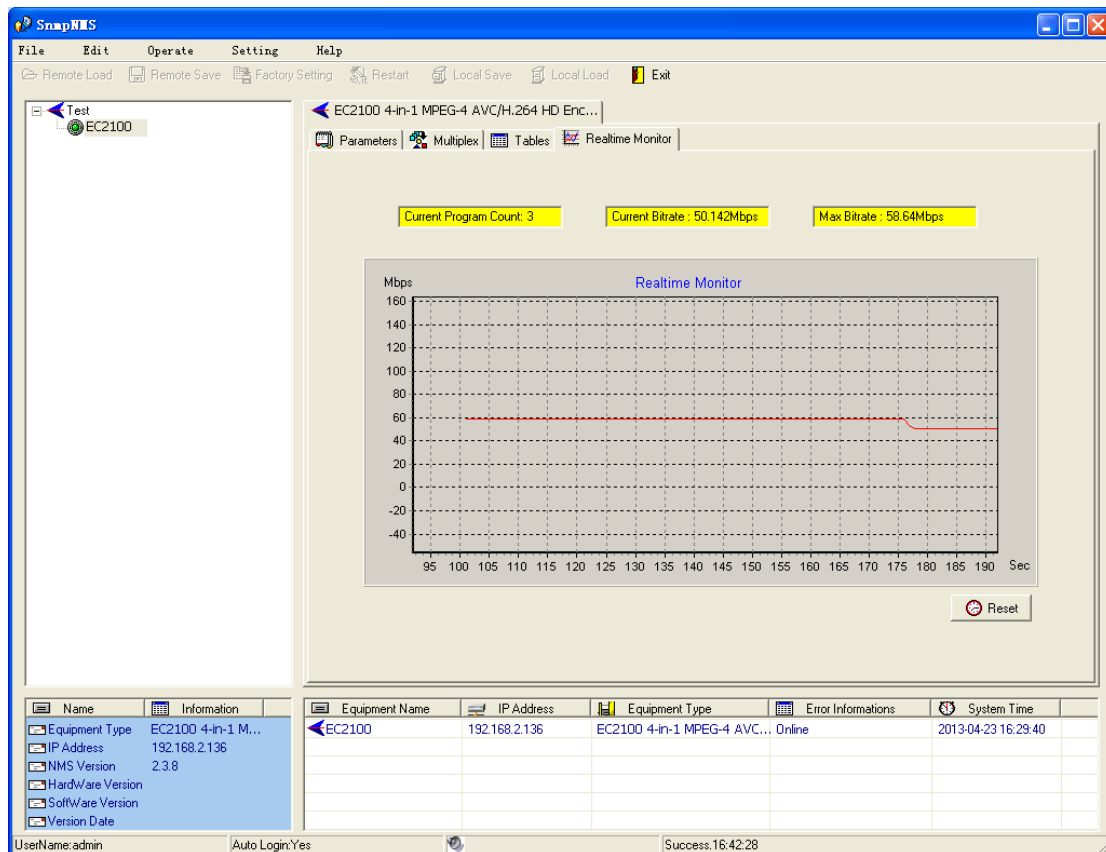 SnmpNMS
File Edit Operate Setting Help
Remote Load Remote Save Factory Setting Restart Local Save Local Load Exit
Test
EC2100
EC2100 4-in-1 MPEG-4 AVC/H.264 HD Enc...
Parameters Multiplex Tables Realtime Monitor
Current Program Count: 3 Current Bitrate : 50.142Mbps Max Bitrate : 58.64Mbps
Mbps Realtime Monitor
160
140
120
100
80
60
40
20
0
-20
-40
95 100 105 110 115 120 125 130 135 140 145 150 155 160 165 170 175 180 185 190 Sec
Reset
Name Information
Equipment Type EC2100 4-in-1 M...
IP Address 192.168.2.136
NMS Version 2.3.8
HardWare Version
SoftWare Version
Version Date
Equipment Name IP Address Equipment Type Error Informations System Time
EC2100 192.168.2.136 EC2100 4-in-1 MPEG-4 AVC... Online 2013-04-23 16:29:40
UserName:admin Auto Login:Yes Success.16:42:28